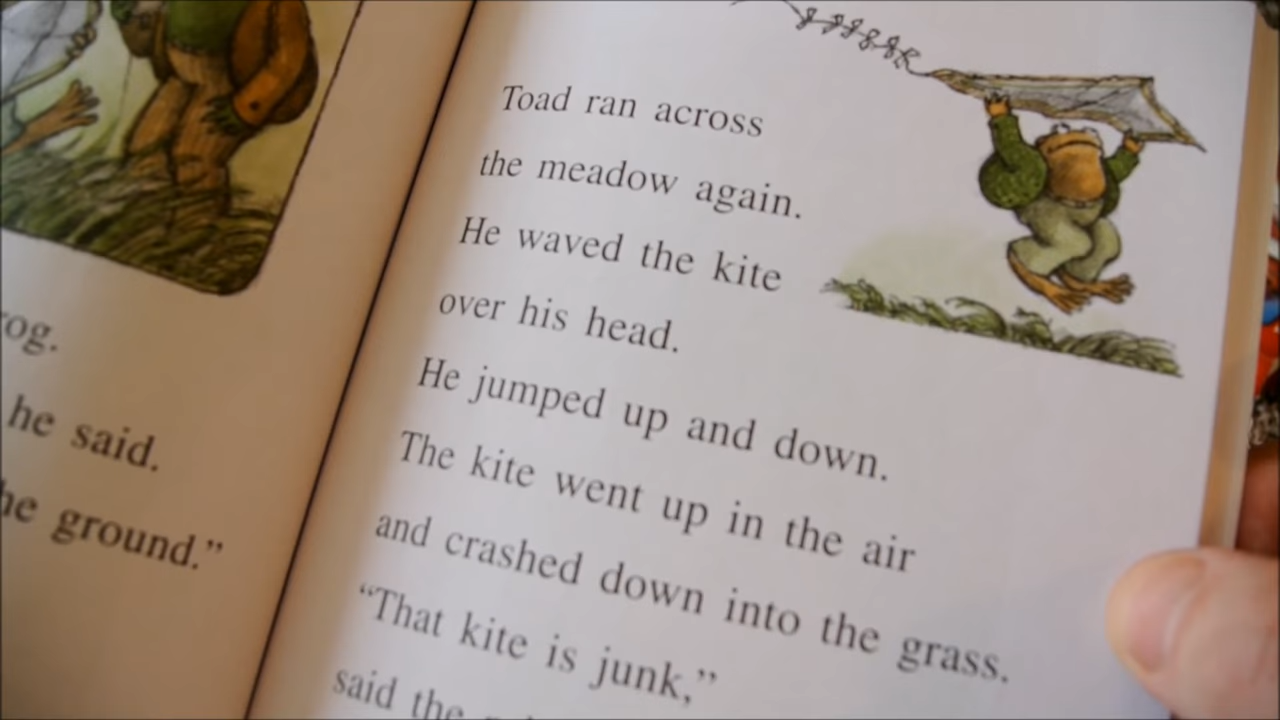 he said.
ground.”
Toad ran across
the meadow again.
He waved the kite
over his head.
He jumped up and down.
The kite went up in the air
and crashed down into the grass.
“That kite is junk,”
said the